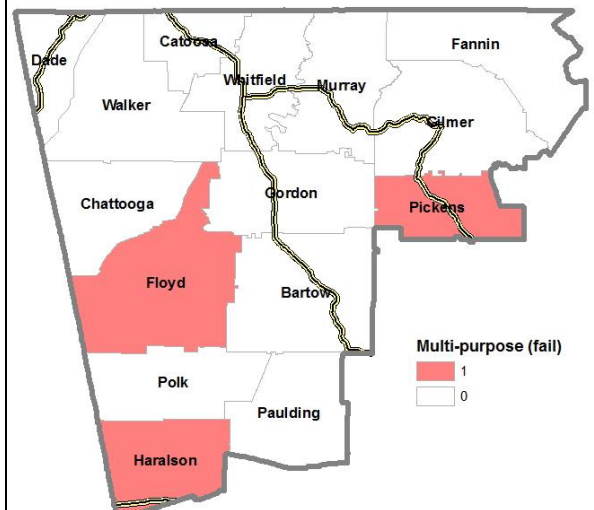 Fannin
Catoosa
Dade
Whitfield
Murray
Walker
Gilmer
Gordon
Chattooga
Pickens
Floyd
Bartow
Multi-purpose (fail)
1
0
Polk
Paulding
Haralson